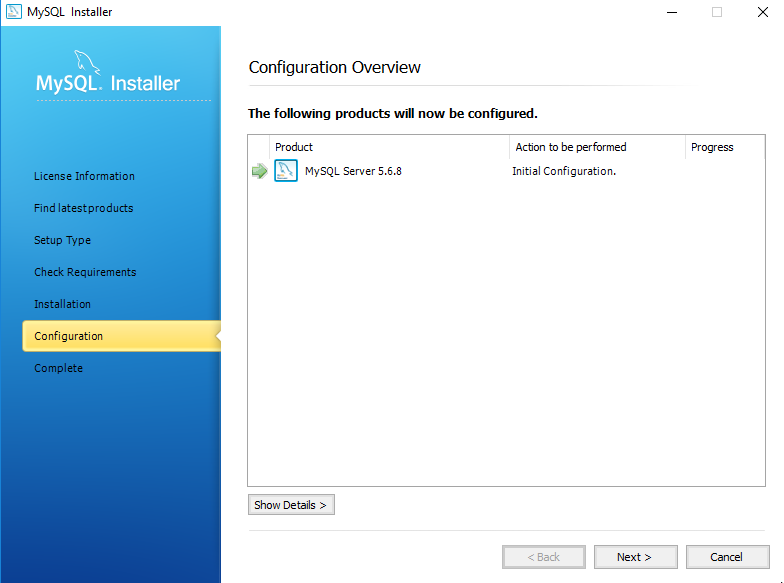 MySQL Installer
MySQL. Installer
License Information
Find latest products
Setup Type
Check Requirements
Installation
Configuration
Complete
Configuration Overview
The following products will now be configured.
Product Action to be performed Progress
MySQL Server 5.6.8 Initial Configuration.
Show Details >
< Back Next > Cancel